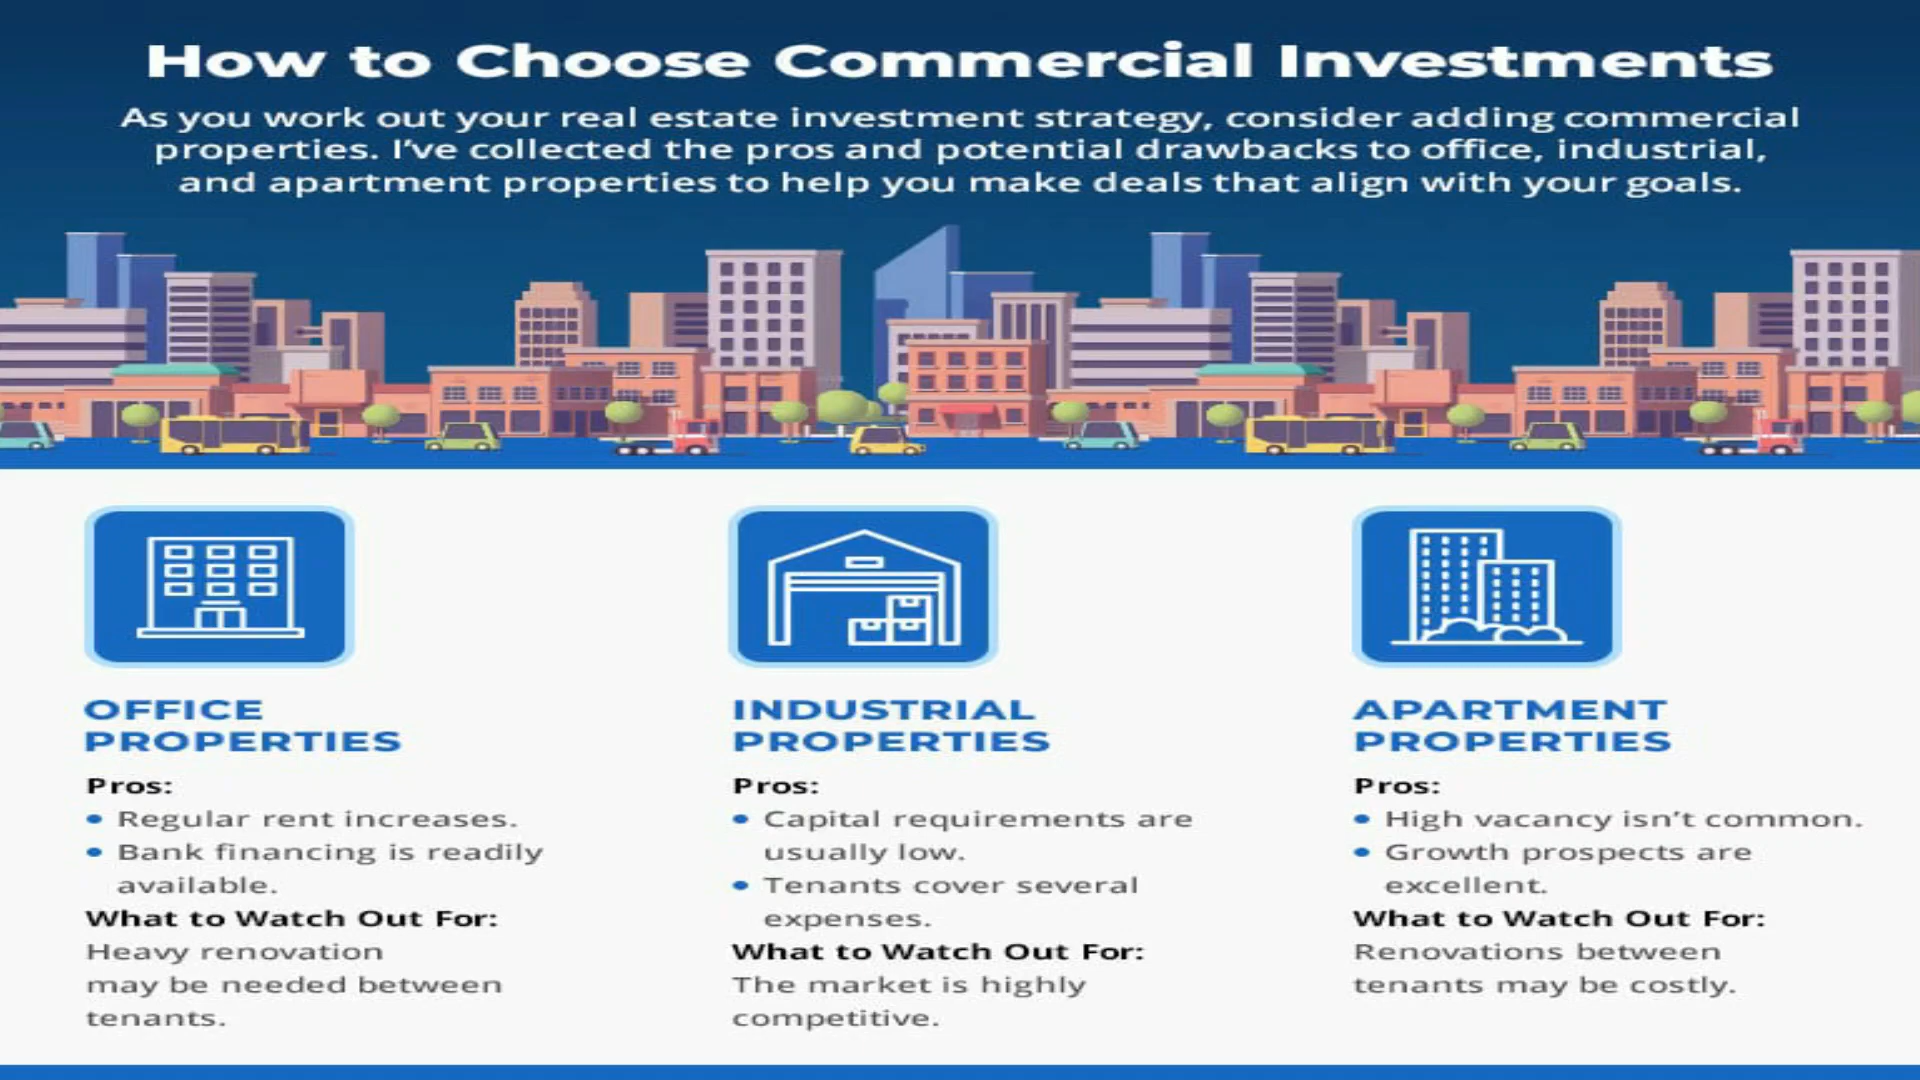 How to Choose Commercial Investments
As you work out your real estate investment strategy, consider adding commercial
properties. I've collected the pros and potential drawbacks to office, industrial,
and apartment properties to help you make deals that align with your goals.
OFFICE
PROPERTIES
Pros:
• Regular rent increases.
• Bank financing is readily
available.
What to Watch Out For:
Heavy renovation
may be needed between
tenants.
INDUSTRIAL
PROPERTIES
Pros:
• Capital requirements are
usually low.
• Tenants cover several
expenses.
What to Watch Out For:
The market is highly
competitive.
APARTMENT
PROPERTIES
Pros:
• High vacancy isn't common.
• Growth prospects are
excellent.
What to Watch Out For:
Renovations between
tenants may be costly.